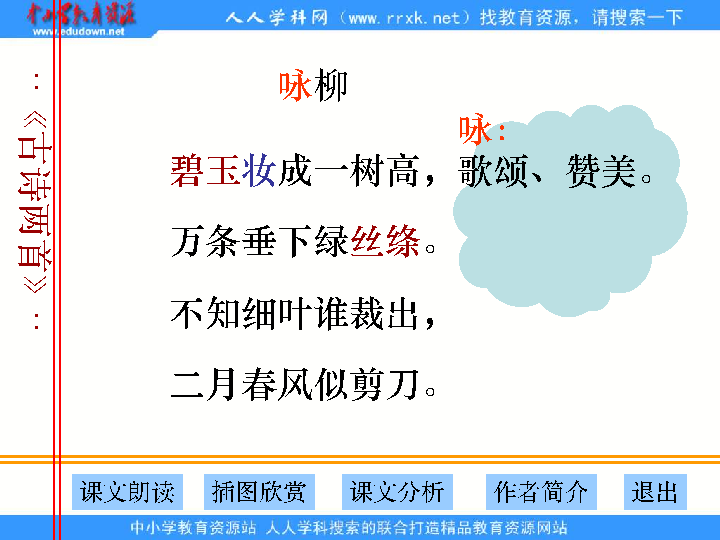 中小学教育资源
www.edudown.net
人人学科网（www.rrxk.net）找教育资源，请搜索一下
：《古诗两首》：
咏柳
咏：
歌颂、赞美。
碧玉妆成一树高，
万条垂下绿丝绦。
不知细叶谁裁出，
二月春风似剪刀。
课文朗读 插图欣赏 课文分析 作者简介 退出
中小学教育资源站 人人学科搜索的联合打造精品教育资源网站